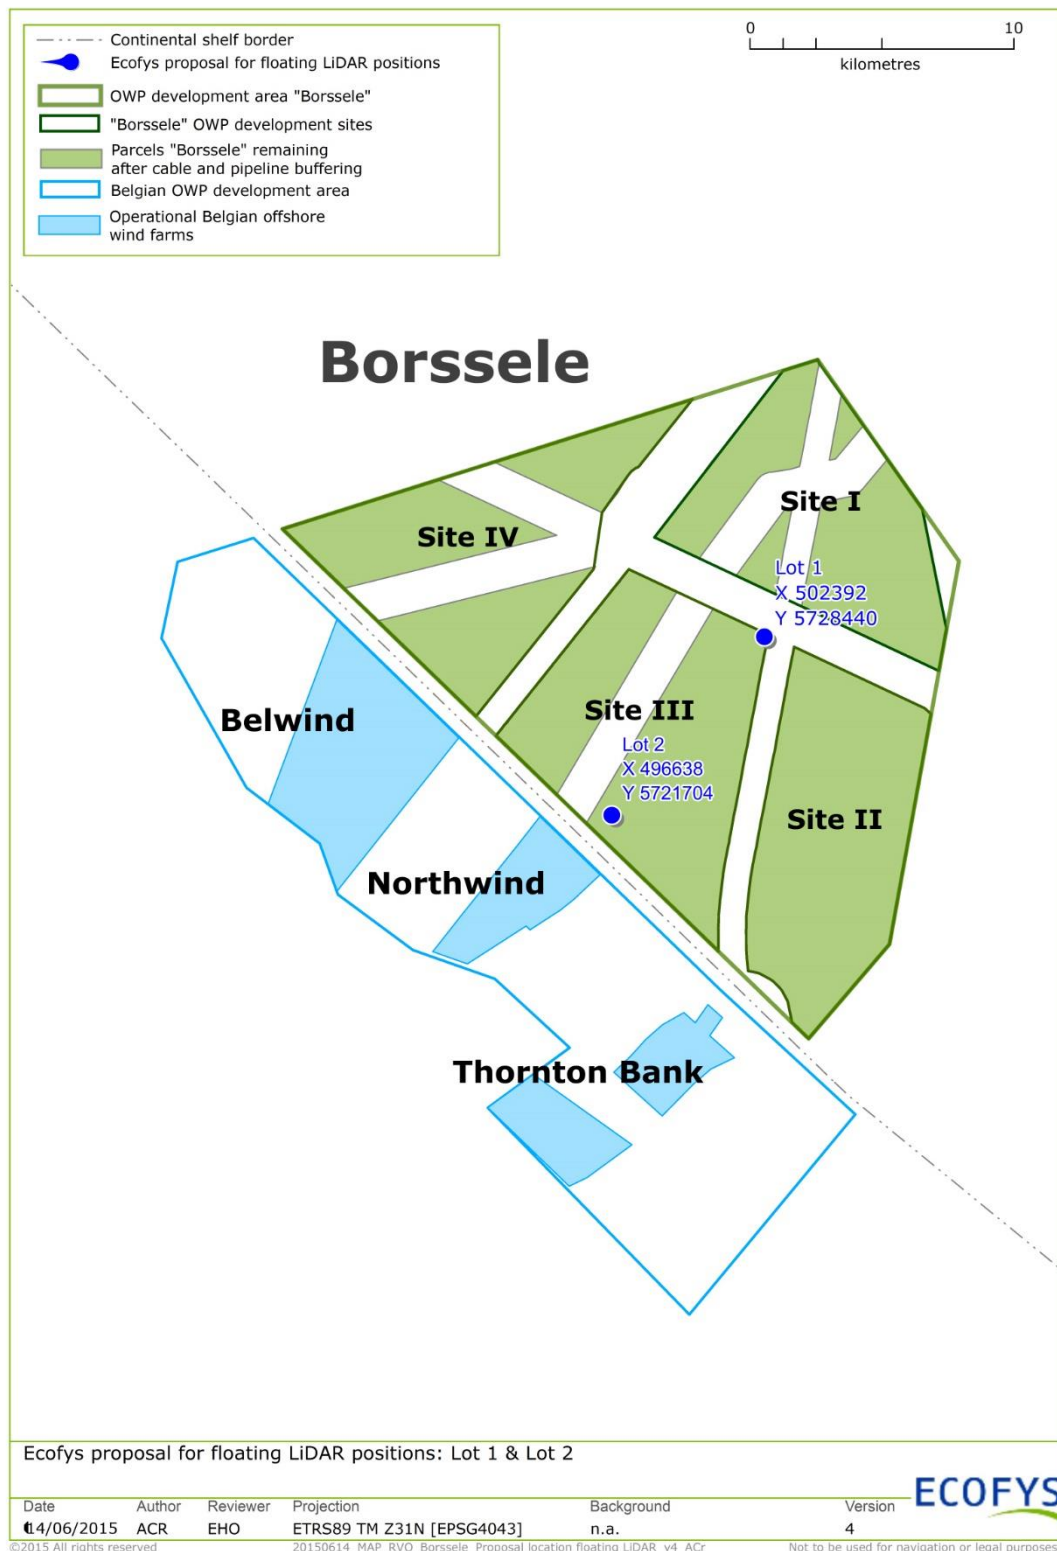 0 10
kilometres
Continental shelf border
Ecofys proposal for floating LiDAR positions
OWP development area "Borssele"
"Borssele" OWP development sites
Parcels "Borssele" remaining
after cable and pipeline buffering
Belgian OWP development area
Operational Belgian offshore
wind farms
Borssele
Site I
Site IV
Lot 1
X 502392
Y 5728440
Site III
Belwind
Lot 2
X 496638
Y 5721704
Site II
Northwind
Thornton Bank
Ecofys proposal for floating LiDAR positions: Lot 1 & Lot 2
ECOFYS
Date Author Reviewer Projection Background Version
14/06/2015 ACR EHO ETRS89 TM Z31N [EPSG4043] n.a. 4
©2015 All rights reserved 20150614_MAP_RVO_Borssele_Proposal location floating LiDAR_v4_ACr Not to be used for navigation or legal purposes